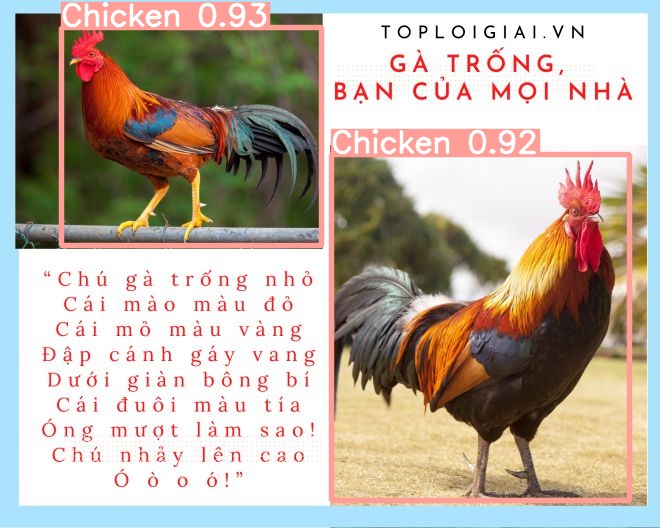 Chicken 0.93
TOPLOIGIAI.VN
GÀ TRỐNG,
BẠN CỦA MỌI NHÀ
Chicken 0.92
“Chú gà trống nhỏ
Cái mào màu đỏ
Cái mỏ màu vàng
Đập cánh gáy vang
Dưới giàn bông bí
Cái đuôi màu tía
Óng mượt làm sao!
Chú nhảy lên cao
Ó ò o ó!”